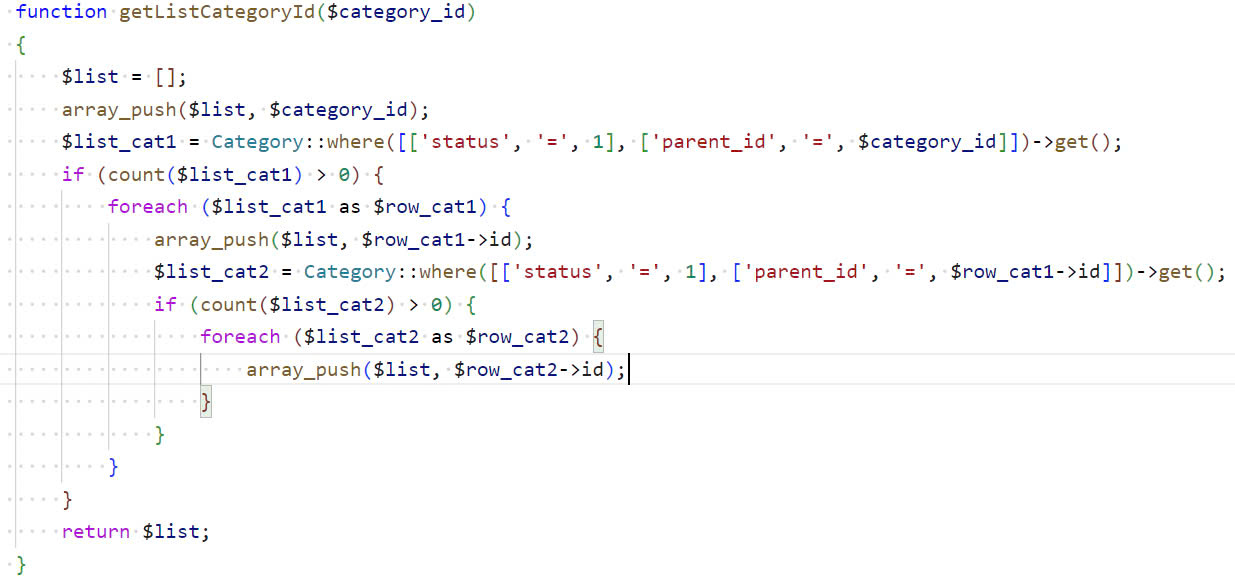 function getListCategoryId($category_id)
{
    $list = [];
    array_push($list, $category_id);
    $list_cat1 = Category::where([['status', '=', 1], ['parent_id', '=', $category_id]])->get();
    if (count($list_cat1) > 0) {
        foreach ($list_cat1 as $row_cat1) {
            array_push($list, $row_cat1->id);
            $list_cat2 = Category::where([['status', '=', 1], ['parent_id', '=', $row_cat1->id]])->get();
            if (count($list_cat2) > 0) {
                foreach ($list_cat2 as $row_cat2) {
                    array_push($list, $row_cat2->id);
                }
            }
        }
    }
    return $list;
}